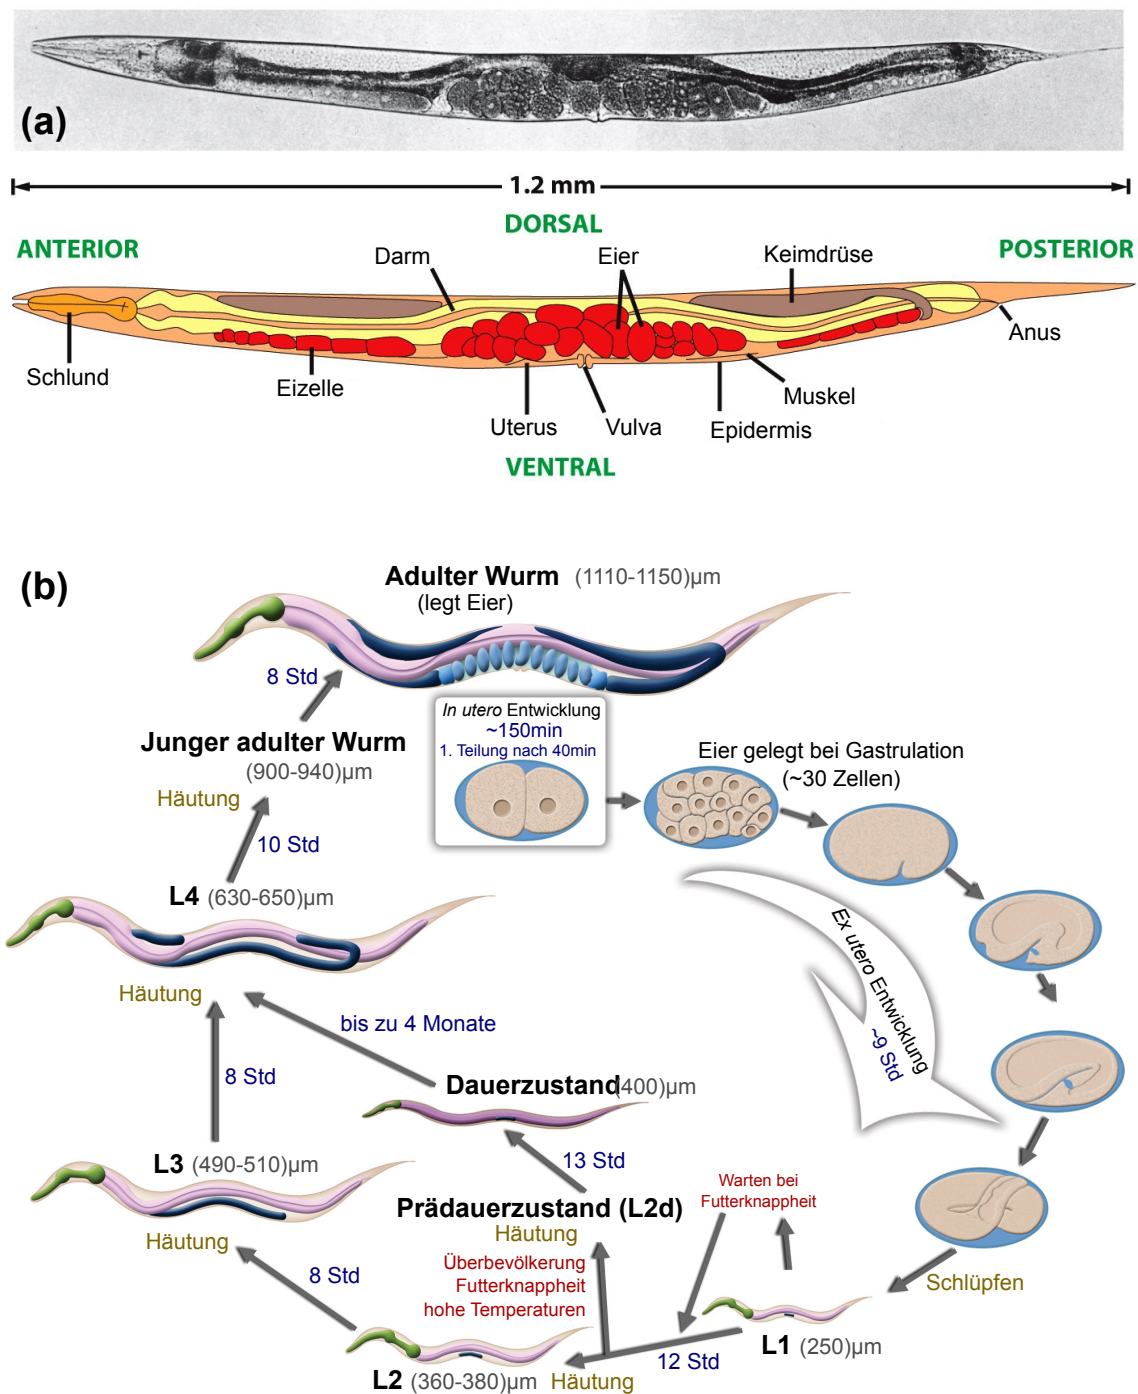 (a)
1.2 mm
DORSAL
ANTERIOR
POSTERIOR
Darm
Eier
Keimdrüse
Anus
Schlund
Eizelle
Muskel
Uterus
Vulva
Epidermis
VENTRAL
(b)
Adulter Wurm (1110-1150)µm
(legt Eier)
8 Std
In utero Entwicklung
~150min
1. Teilung nach 40min
Eier gelegt bei Gastrulation
(~30 Zellen)
Junger adulter Wurm
(900-940)µm
Häutung
10 Std
L4 (630-650)µm
Ex utero Entwicklung
~9 Std
Häutung
bis zu 4 Monate
8 Std
Dauerzustand(400)µm
13 Std
L3 (490-510)µm
Warten bei
Futterknappheit
Prädauerzustand (L2d)
Häutung
Häutung
Überbevölkerung
Futterknappheit
hohe Temperaturen
8 Std
Schlüpfen
L1 (250)µm
12 Std
L2 (360-380)µm Häutung